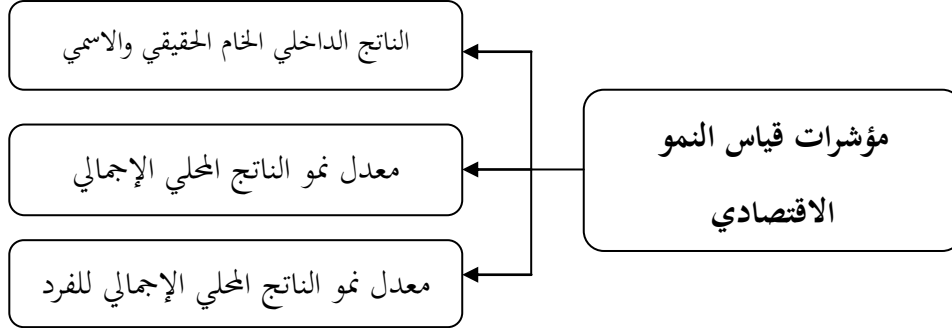 مؤشرات قياس النمو
الاقتصادي
الناتج الداخلي الخام الحقيقي والاسمي
معدل نمو الناتج المحلي الإجمالي
معدل نمو الناتج المحلي الإجمالي للفرد